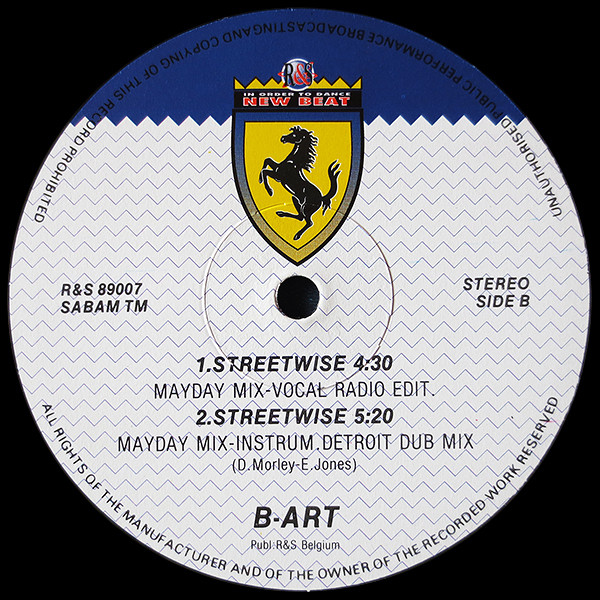 UNAUTHORISED PUBLIC PERFORMANCE BROADCASTING AND COPYING OF THIS RECORD PROHIBITED
R&S
IN ORDER TO DANCE
NEW BEAT
R&S 89007
SABAM TM
STEREO
SIDE B
1.STREETWISE 4:30
MAYDAY MIX-VOCAL RADIO EDIT.
2.STREETWISE 5:20
MAYDAY MIX-INSTRUM.DETROIT DUB MIX
(D.Morley-E.Jones)
B-ART
Publ:R&S Belgium
ALL RIGHTS OF THE MANUFACTURER AND OF THE OWNER OF THE RECORDED WORK RESERVED